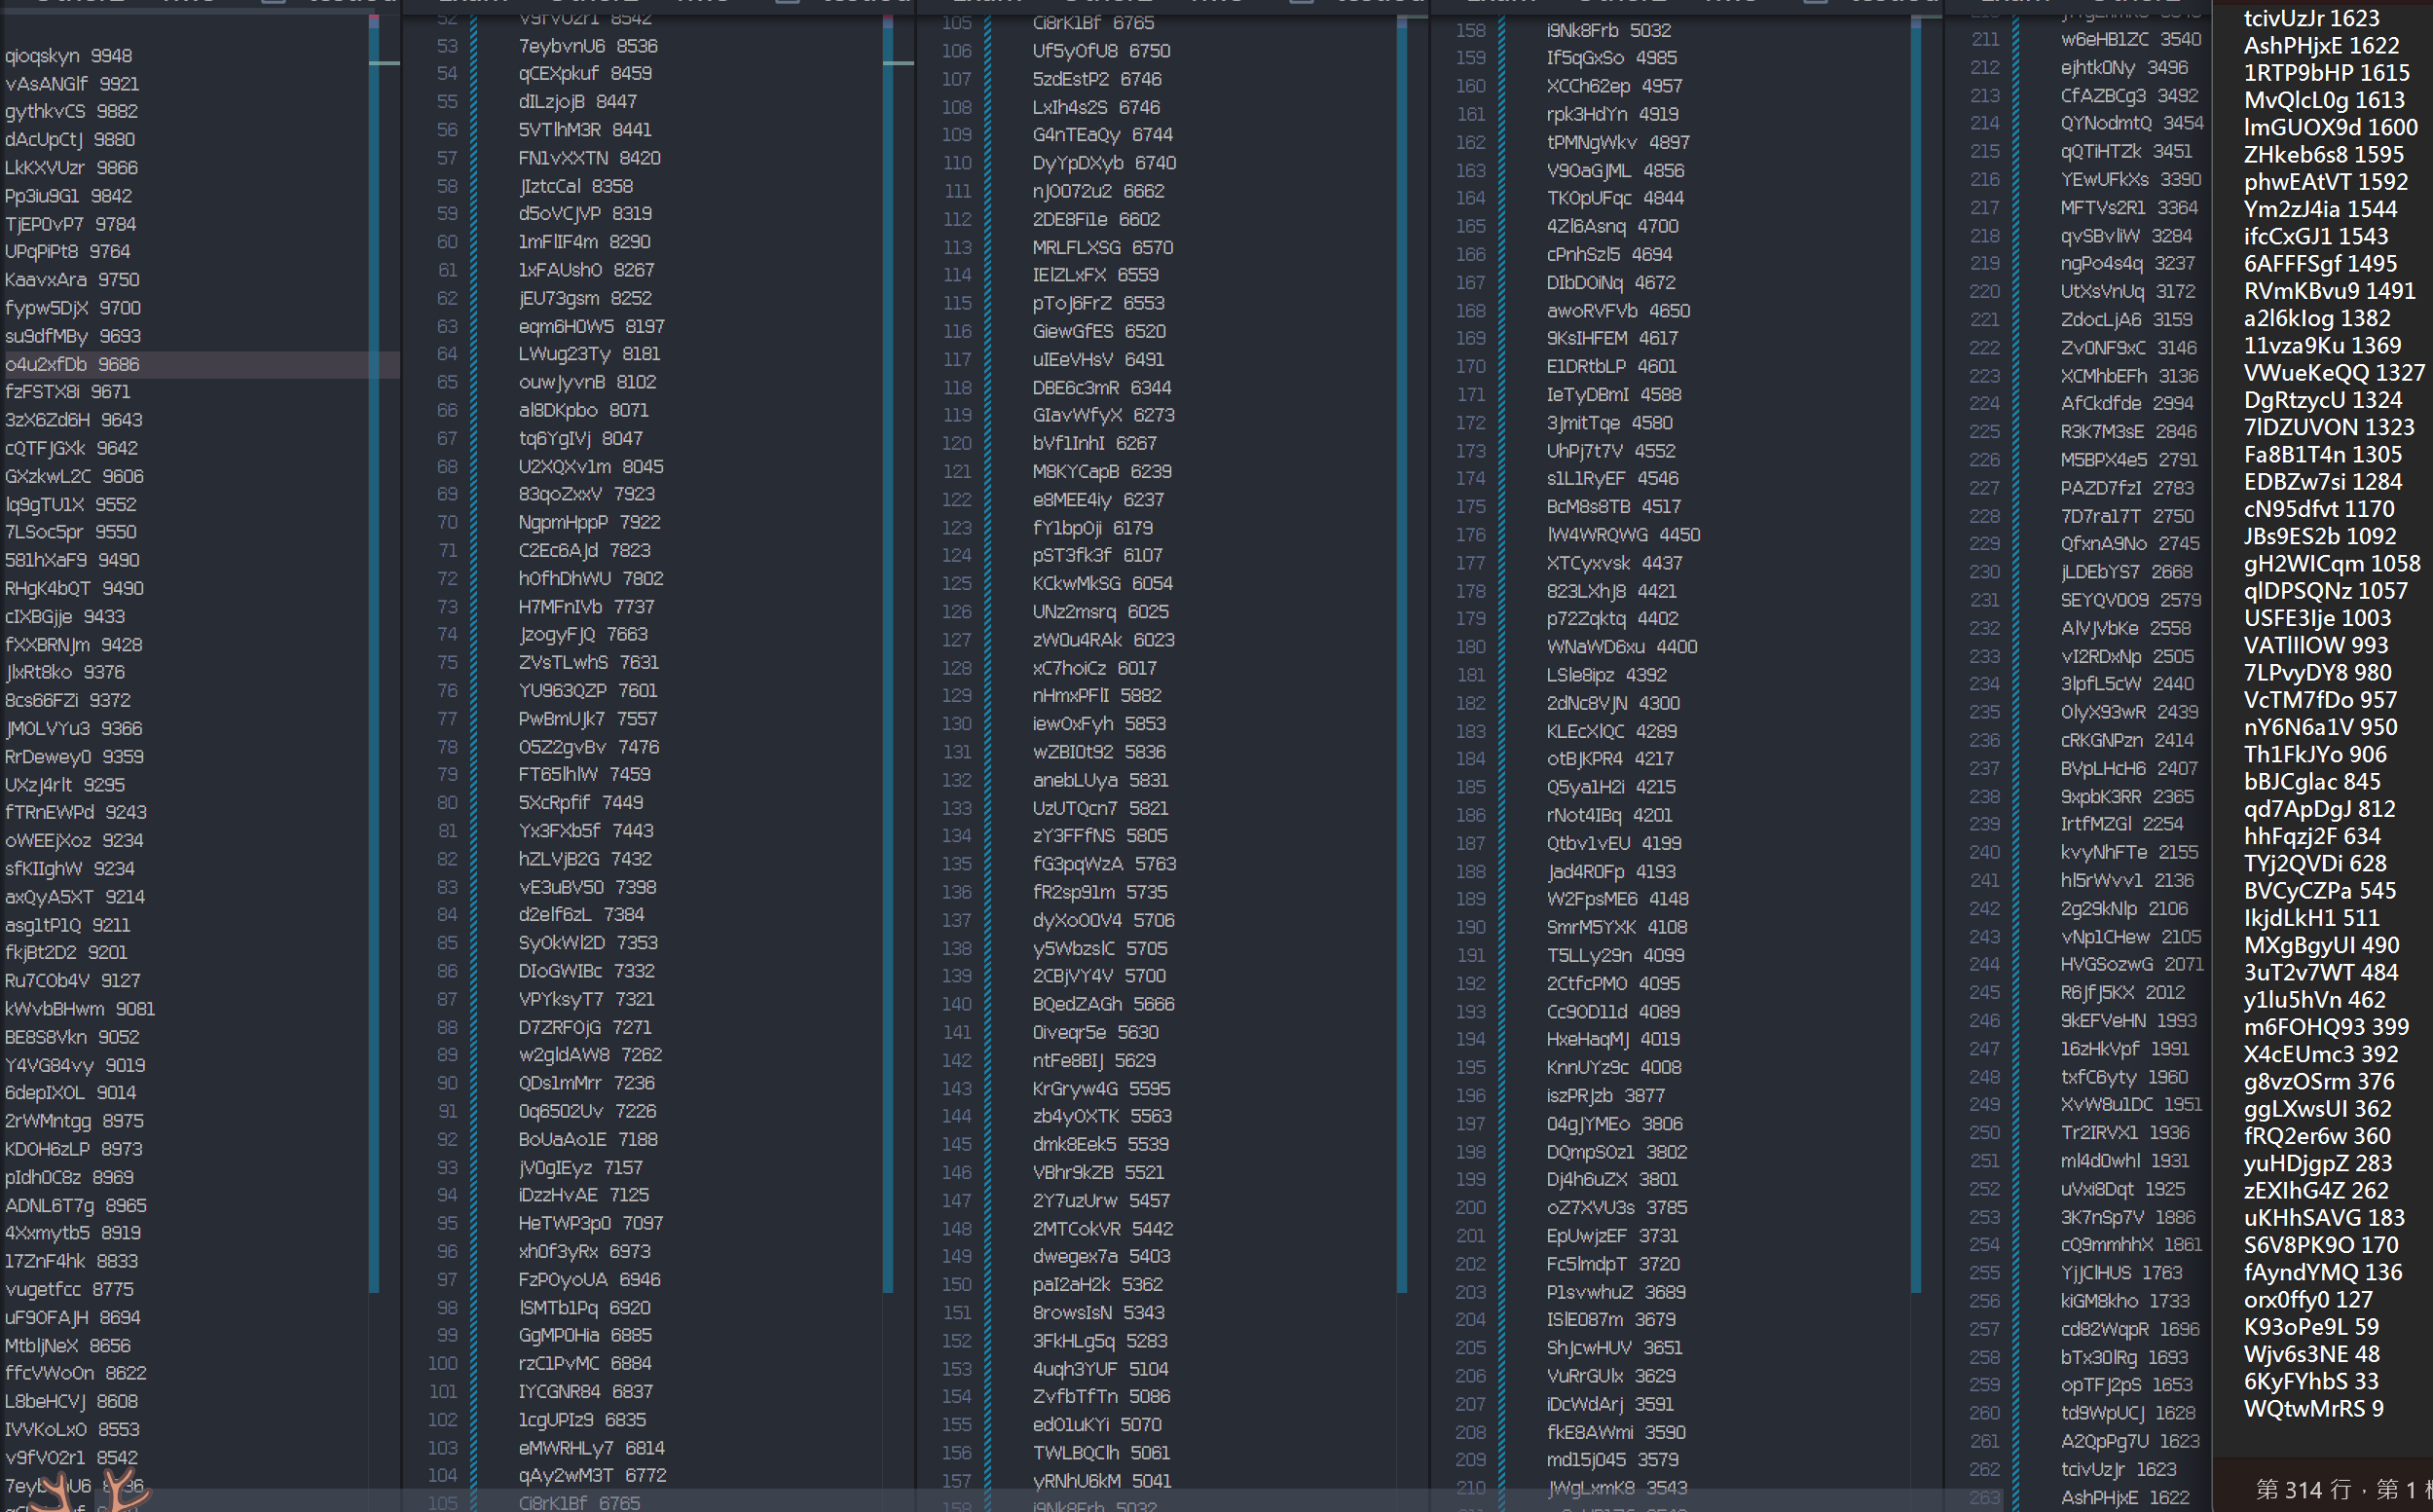 qioqskyn 9948
vAsANGlf 9921
gythkvCS 9882
dAcUpCtJ 9880
LkKXVUzr 9866
Pp3iu9G1 9842
TjEP0vP7 9784
UPqPiPt8 9764
KaavxAra 9750
fypw5DjX 9700
su9dfMBy 9693
o4u2xfDb 9686
fzFSTX8i 9671
3zX6Zd6H 9643
cQTFJGXk 9642
GXzkwL2C 9606
lq9gTU1X 9552
7LSoc5pr 9550
581hXaF9 9490
RHgK4bQT 9490
cIXBGjje 9433
fXXBRNJm 9428
JlxRt8ko 9376
8cs66FZi 9372
JMOLVYu3 9366
RrDewey0 9359
UXzJ4rlt 9295
fTRnEWPd 9243
oWEEjXoz 9234
sfKIIghW 9234
axQyA5XT 9214
asg1tP1Q 9211
fkjBt2D2 9201
Ru7COb4V 9127
kWvbBHwm 9081
BE8S8Vkn 9052
Y4VG84vy 9019
6depIXOL 9014
2rWMntgg 8975
KDOH6zLP 8973
pIdh0C8z 8969
ADNL6T7g 8965
4Xxmytb5 8919
17ZnF4hk 8833
vugetfcc 8775
uF9OFAJH 8694
MtbljNeX 8656
ffcVWoOn 8622
L8beHCVJ 8608
IVVKoLxO 8553
v9fVO2r1 8542
52 v9fVO2r1 8542
53 7eybvnU6 8536
54 qCEXpkuf 8459
55 dILzjojB 8447
56 5VTlhM3R 8441
57 FN1vXXTN 8420
58 JIztcCal 8358
59 d5oVCJVP 8319
60 1mFlIF4m 8290
61 1xFAUshO 8267
62 jEU73gsm 8252
63 eqm6H0W5 8197
64 LWug23Ty 8181
65 ouwJyvnB 8102
66 al8DKpbo 8071
67 tq6YgIVj 8047
68 U2XQXv1m 8045
69 83qoZxxV 7923
70 NgpmHppP 7922
71 C2Ec6AJd 7823
72 hOfhDhWU 7802
73 H7MFnIVb 7737
74 JzogyFJQ 7663
75 ZVsTLwhS 7631
76 YU963QZP 7601
77 PwBmUJk7 7557
78 O5Z2gvBv 7476
79 FT65lhlW 7459
80 5XcRpfif 7449
81 Yx3FXb5f 7443
82 hZLVjB2G 7432
83 vE3uBV50 7398
84 d2elf6zL 7384
85 SyOkWl2D 7353
86 DIoGWIBc 7332
87 VPYksyT7 7321
88 D7ZRFOjG 7271
89 w2gldAW8 7262
90 QDs1mMrr 7236
91 0q6502Uv 7226
92 BoUaAo1E 7188
93 jV0gIEyz 7157
94 iDzzHvAE 7125
95 HeTWP3p0 7097
96 xh0f3yRx 6973
97 FzPOyoUA 6946
98 lSMTb1Pq 6920
99 GgMP0Hia 6885
100 rzC1PvMC 6884
101 IYCGNR84 6837
102 1cgUPIz9 6835
103 eMWRHLy7 6814
104 qAy2wM3T 6772
105 Ci8rK1Bf 6765
105 Ci8rK1Bf 6765
106 Uf5yOfU8 6750
107 5zdEstP2 6746
108 LxIh4s2S 6746
109 G4nTEaQy 6744
110 DyYpDXyb 6740
111 nJO072u2 6662
112 2DE8File 6602
113 MRLFLXSG 6570
114 IElZLxFX 6559
115 pToJ6FrZ 6553
116 GiewGfES 6520
117 uIEeVHsV 6491
118 DBE6c3mR 6344
119 GIavWfyX 6273
120 bVf1InhI 6267
121 M8KYCapB 6239
122 e8MEE4iy 6237
123 fY1bpOji 6179
124 pST3fk3f 6107
125 KCkwMkSG 6054
126 UNz2msrq 6025
127 zW0u4RAk 6023
128 xC7hoiCz 6017
129 nHmxPFlI 5882
130 iewOxFyh 5853
131 wZBI0t92 5836
132 anebLUya 5831
133 UzUTQcn7 5821
134 zY3FFfNS 5805
135 fG3pqWzA 5763
136 fR2sp91m 5735
137 dyXoO0V4 5706
138 y5WbzslC 5705
139 2CBjVY4V 5700
140 BQedZAGh 5666
141 0iveqr5e 5630
142 ntFe8BIJ 5629
143 KrGryw4G 5595
144 zb4yOXTK 5563
145 dmk8Eek5 5539
146 VBhr9kZB 5521
147 2Y7uzUrw 5457
148 2MTCokVR 5442
149 dwegex7a 5403
150 paI2aH2k 5362
151 8rowsIsN 5343
152 3FkHLg5q 5283
153 4uqh3YUF 5104
154 ZvfbTfTn 5086
155 edO1uKYi 5070
156 TWLBQClh 5061
157 yRNhU6kM 5041
158 i9Nk8Frb 5032
158 i9Nk8Frb 5032
159 If5qGxSo 4985
160 XCCh62ep 4957
161 rpk3HdYn 4919
162 tPMNgWkv 4897
163 V9OaGJML 4856
164 TKOpUFqc 4844
165 4Zl6Asnq 4700
166 cPnhSzl5 4694
167 DIbDOiNq 4672
168 awoRVFVb 4650
169 9KsIHFEM 4617
170 E1DRtbLP 4601
171 IeTyDBmI 4588
172 3JmitTqe 4580
173 UhPj7t7V 4552
174 s1L1RyEF 4546
175 BcM8s8TB 4517
176 lW4WRQWG 4450
177 XTCyxvsk 4437
178 823LXhJ8 4421
179 p72Zqktq 4402
180 WNaWD6xu 4400
181 LSle8ipz 4392
182 2dNc8VJN 4300
183 KLEcXlQC 4289
184 otBJKPR4 4217
185 Q5ya1H2i 4215
186 rNot4IBq 4201
187 Qtbv1vEU 4199
188 Jad4R0Fp 4193
189 W2FpsME6 4148
190 SmrM5YXK 4108
191 T5LLy29n 4099
192 2CtfcPMO 4095
193 Cc9OD11d 4089
194 HxeHaqMJ 4019
195 KnnUYz9c 4008
196 iszPRJzb 3877
197 04gJYMEo 3806
198 DQmpSOz1 3802
199 Dj4h6uZX 3801
200 oZ7XVU3s 3785
201 EpUwjzEF 3731
202 Fc5lmdpT 3720
203 P1svwhuZ 3689
204 ISlE087m 3679
205 ShJcwHUV 3651
206 VuRrGUlx 3629
207 iDcWdArj 3591
208 fkE8AWmi 3590
209 md15j045 3579
210 JWgLxmK8 3543
211 w6eHB1ZC 3540
212 ejhtk0Ny 3496
213 CfAZBCg3 3492
214 QYNodmtQ 3454
215 qQTiHTZk 3451
216 YEwUFkXs 3390
217 MFTVs2R1 3364
218 qvSBvliW 3284
219 ngPo4s4q 3237
220 UtXsVnUq 3172
221 ZdocLjA6 3159
222 Zv0NF9xC 3146
223 XCMhbEFh 3136
224 AfCkdfde 2994
225 R3K7M3sE 2846
226 M5BPX4e5 2791
227 PAZD7fzI 2783
228 7D7ra17T 2750
229 QfxnA9No 2745
230 jLDEbYS7 2668
231 SEYQV0O9 2579
232 AlVJVbKe 2558
233 vI2RDxNp 2505
234 3lpfL5cW 2440
235 OlyX93wR 2439
236 cRKGNPzn 2414
237 BVpLHcH6 2407
238 9xpbK3RR 2365
239 IrtfMZGl 2254
240 kvyNhFTe 2155
241 hl5rWvv1 2136
242 2g29kNlp 2106
243 vNp1CHew 2105
244 HVGSozwG 2071
245 R6JfJ5KX 2012
246 9kEFVeHN 1993
247 16zHkVpf 1991
248 txfC6yty 1960
249 XvW8u1DC 1951
250 Tr2IRVX1 1936
251 ml4d0whl 1931
252 uVxi8Dqt 1925
253 3K7nSp7V 1886
254 cQ9mmhhX 1861
255 YjJClHUS 1763
256 kiGM8kho 1733
257 cd82WqpR 1696
258 bTx30lRg 1693
259 opTFJ2pS 1653
260 td9WpUCJ 1628
261 A2QpPg7U 1623
262 tcivUzJr 1623
263 AshPHjxE 1622
tcivUzJr 1623
AshPHjxE 1622
1RTP9bHP 1615
MvQlcL0g 1613
lmGUOX9d 1600
ZHkeb6s8 1595
phwEAtVT 1592
Ym2zJ4ia 1544
ifcCxGJ1 1543
6AFFFSgf 1495
RVmKBvu9 1491
a2l6kIog 1382
11vza9Ku 1369
VWueKeQQ 1327
DgRtzycU 1324
7lDZUVON 1323
Fa8B1T4n 1305
EDBZw7si 1284
cN95dfvt 1170
JBs9ES2b 1092
gH2WICqm 1058
qlDPSQNz 1057
USFE3Ije 1003
VATlllOW 993
7LPvyDY8 980
VcTM7fDo 957
nY6N6a1V 950
Th1FkJYo 906
bBJCglac 845
qd7ApDgJ 812
hhFqzj2F 634
TYj2QVDi 628
BVCyCZPa 545
IkjdLkH1 511
MXgBgyUI 490
3uT2v7WT 484
y1lu5hVn 462
m6FOHQ93 399
X4cEUmc3 392
g8vzOSrm 376
ggLXwsUI 362
fRQ2er6w 360
yuHDjgpZ 283
zEXIhG4Z 262
uKHhSAVG 183
S6V8PK9O 170
fAyndYMQ 136
orx0ffy0 127
K93oPe9L 59
Wjv6s3NE 48
6KyFYhbS 33
WQtwMrRS 9
第 314 行，第 1